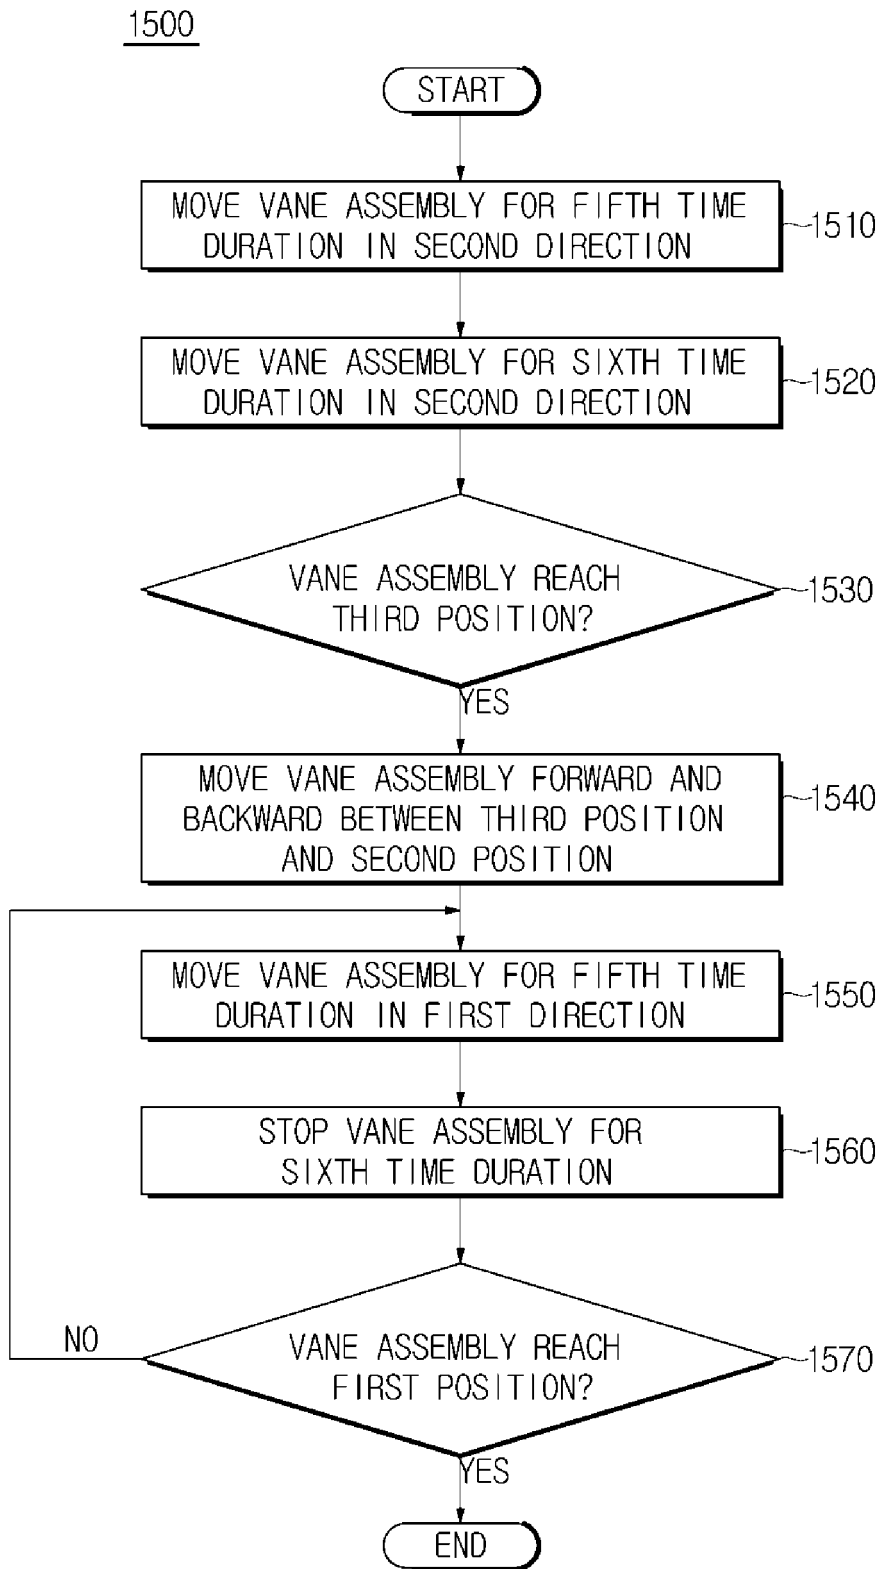 1500
START
MOVE VANE ASSEMBLY FOR FIFTH TIME
DURATION IN SECOND DIRECTION
1510
MOVE VANE ASSEMBLY FOR SIXTH TIME
DURATION IN SECOND DIRECTION
1520
VANE ASSEMBLY REACH
THIRD POSITION?
1530
YES
MOVE VANE ASSEMBLY FORWARD AND
BACKWARD BETWEEN THIRD POSITION
AND SECOND POSITION
1540
MOVE VANE ASSEMBLY FOR FIFTH TIME
DURATION IN FIRST DIRECTION
1550
STOP VANE ASSEMBLY FOR
SIXTH TIME DURATION
1560
NO
VANE ASSEMBLY REACH
FIRST POSITION?
1570
YES
END